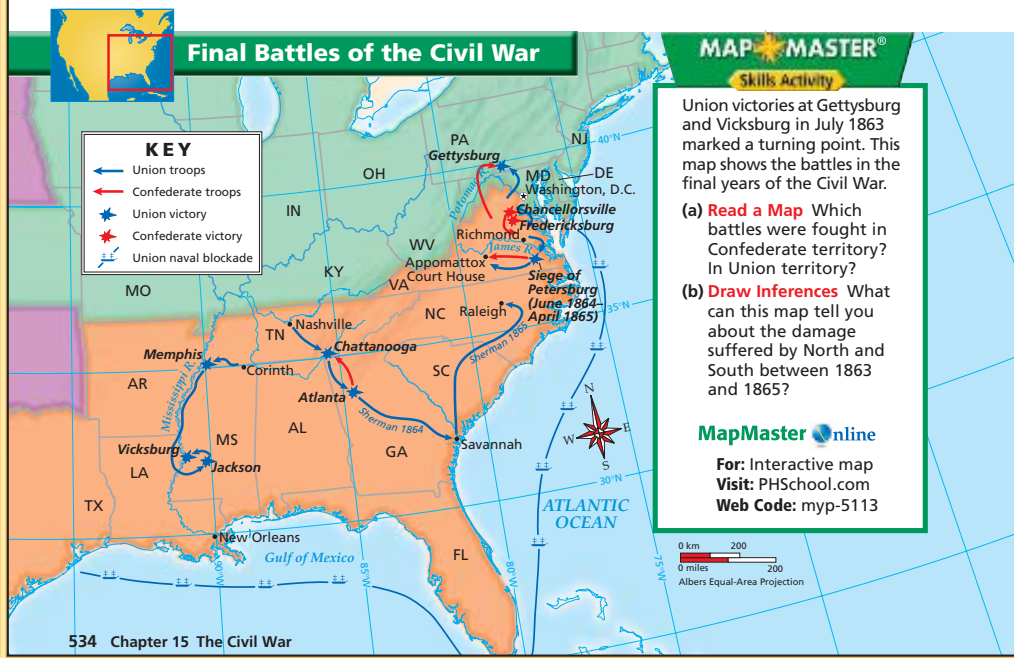 Final Battles of the Civil War
KEY
Union troops
Confederate troops
Union victory
Confederate victory
Union naval blockade
PA
NJ
40°N
Gettysburg
OH
MD
DE
Washington, D.C.
Potomac R.
IN
Chancellorsville
Fredericksburg
WV
Richmond
James R.
Appomattox
Court House
KY
VA
MO
Siege of
Petersburg
(June 1864–
April 1865)
35°N
NC
Raleigh
Nashville
TN
Sherman 1865
Chattanooga
Memphis
Corinth
SC
AR
Mississippi R.
Atlanta
Sherman 1864
N
W
E
S
AL
MS
GA
Savannah
Vicksburg
LA
Jackson
30°N
TX
ATLANTIC
OCEAN
New Orleans
Gulf of Mexico
FL
90°W
85°W
80°W
75°W
534 Chapter 15 The Civil War
MAP MASTER®
Skills Activity
Union victories at Gettysburg
and Vicksburg in July 1863
marked a turning point. This
map shows the battles in the
final years of the Civil War.
(a) Read a Map Which
battles were fought in
Confederate territory?
In Union territory?
(b) Draw Inferences What
can this map tell you
about the damage
suffered by North and
South between 1863
and 1865?
MapMaster Online
For: Interactive map
Visit: PHSchool.com
Web Code: myp-5113
0 km 200
0 miles 200
Albers Equal-Area Projection